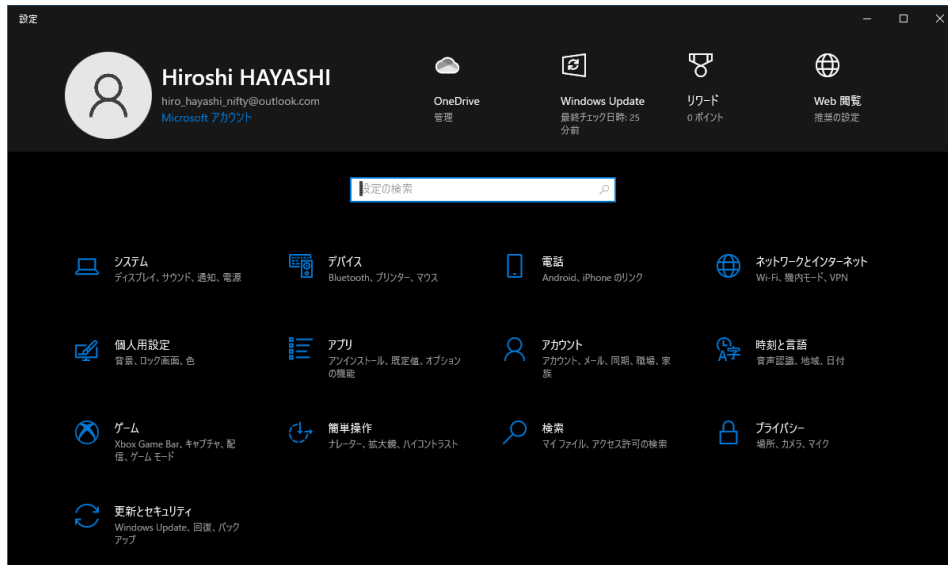 設定
Hiroshi HAYASHI
hiro_hayashi_nifty@outlook.com
Microsoft アカウント
OneDrive
管理
Windows Update
最終チェック日時: 25
分前
リワード
0 ポイント
Web 閲覧
推奨の設定
設定の検索
システム
ディスプレイ、サウンド、通知、電源
デバイス
Bluetooth、プリンター、マウス
電話
Android、iPhone のリンク
ネットワークとインターネット
Wi-Fi、機内モード、VPN
個人用設定
背景、ロック画面、色
アプリ
アンインストール、既定値、オプション
の機能
アカウント
アカウント、メール、同期、職場、家
族
時刻と言語
音声認識、地域、日付
ゲーム
Xbox Game Bar、キャプチャ、配
信、ゲーム モード
簡単操作
ナレーター、拡大鏡、ハイコントラスト
検索
マイ ファイル、アクセス許可の検索
プライバシー
場所、カメラ、マイク
更新とセキュリティ
Windows Update、回復、バック
アップ